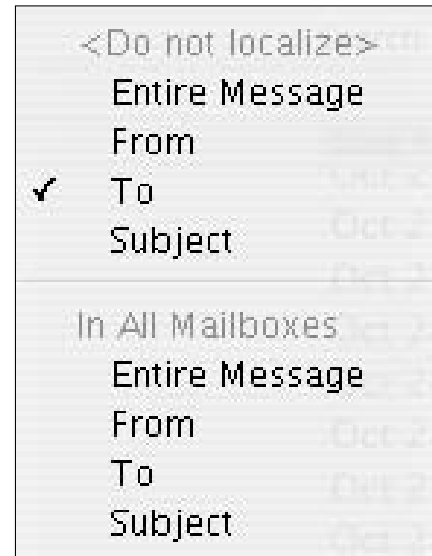 <Do not localize>
Entire Message
From
✓ To
Subject
In All Mailboxes
Entire Message
From
To
Subject